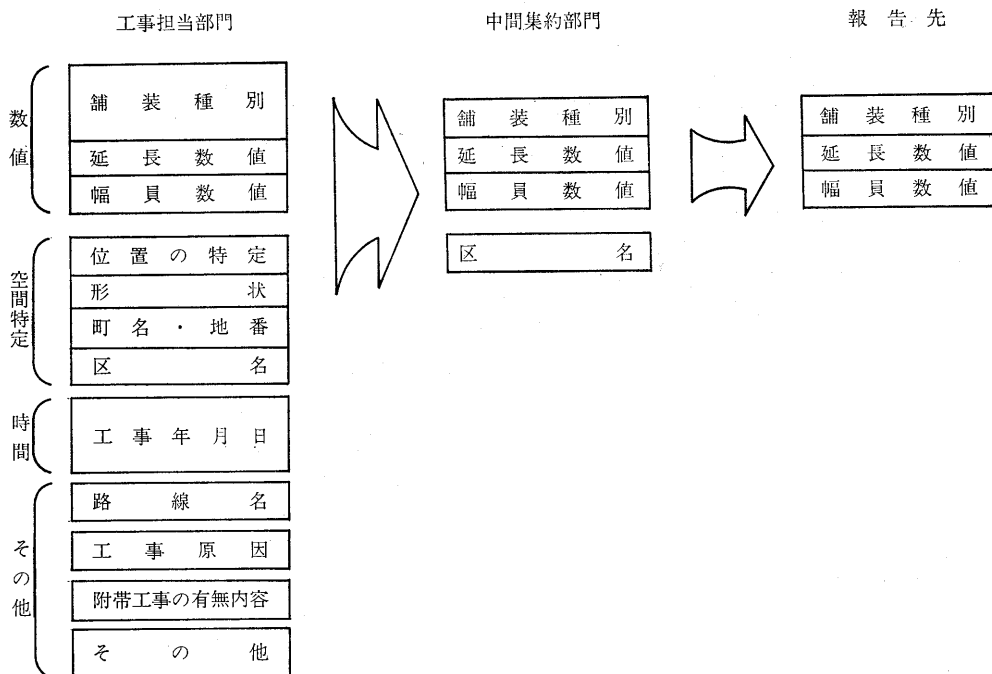 工事担当部門
中間集約部門
報告先
数値
舗装種別
延長数値
幅員数値
空間特定
位置の特定
形状
町名・地番
区名
時間
工事年月日
その他
路線名
工事原因
附帯工事の有無内容
その他
舗装種別
延長数値
幅員数値
区名
舗装種別
延長数値
幅員数値